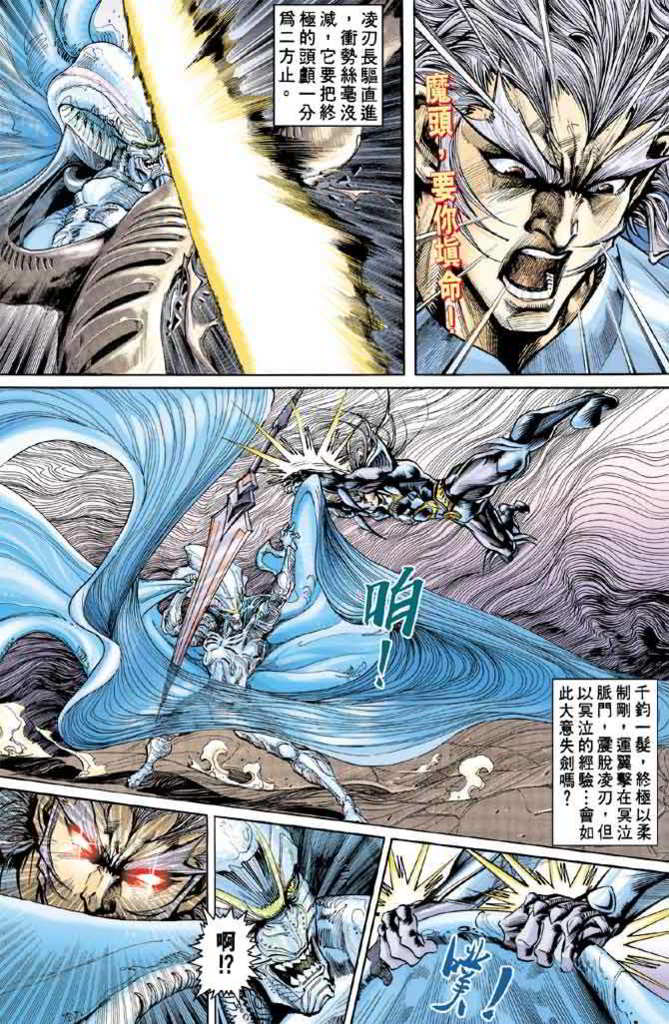 魔頭，要你填命！
凌刃長驅直進
，衝勢絲毫沒
減，它要把終
極的頭顱一分
爲二方止。
咱！
千鈞一髮，終極以柔
制剛，運翼擊在冥泣
脈門，震脫凌刃，但
以冥泣的經驗…會如
此大意失劍嗎？
啊！？
噗！